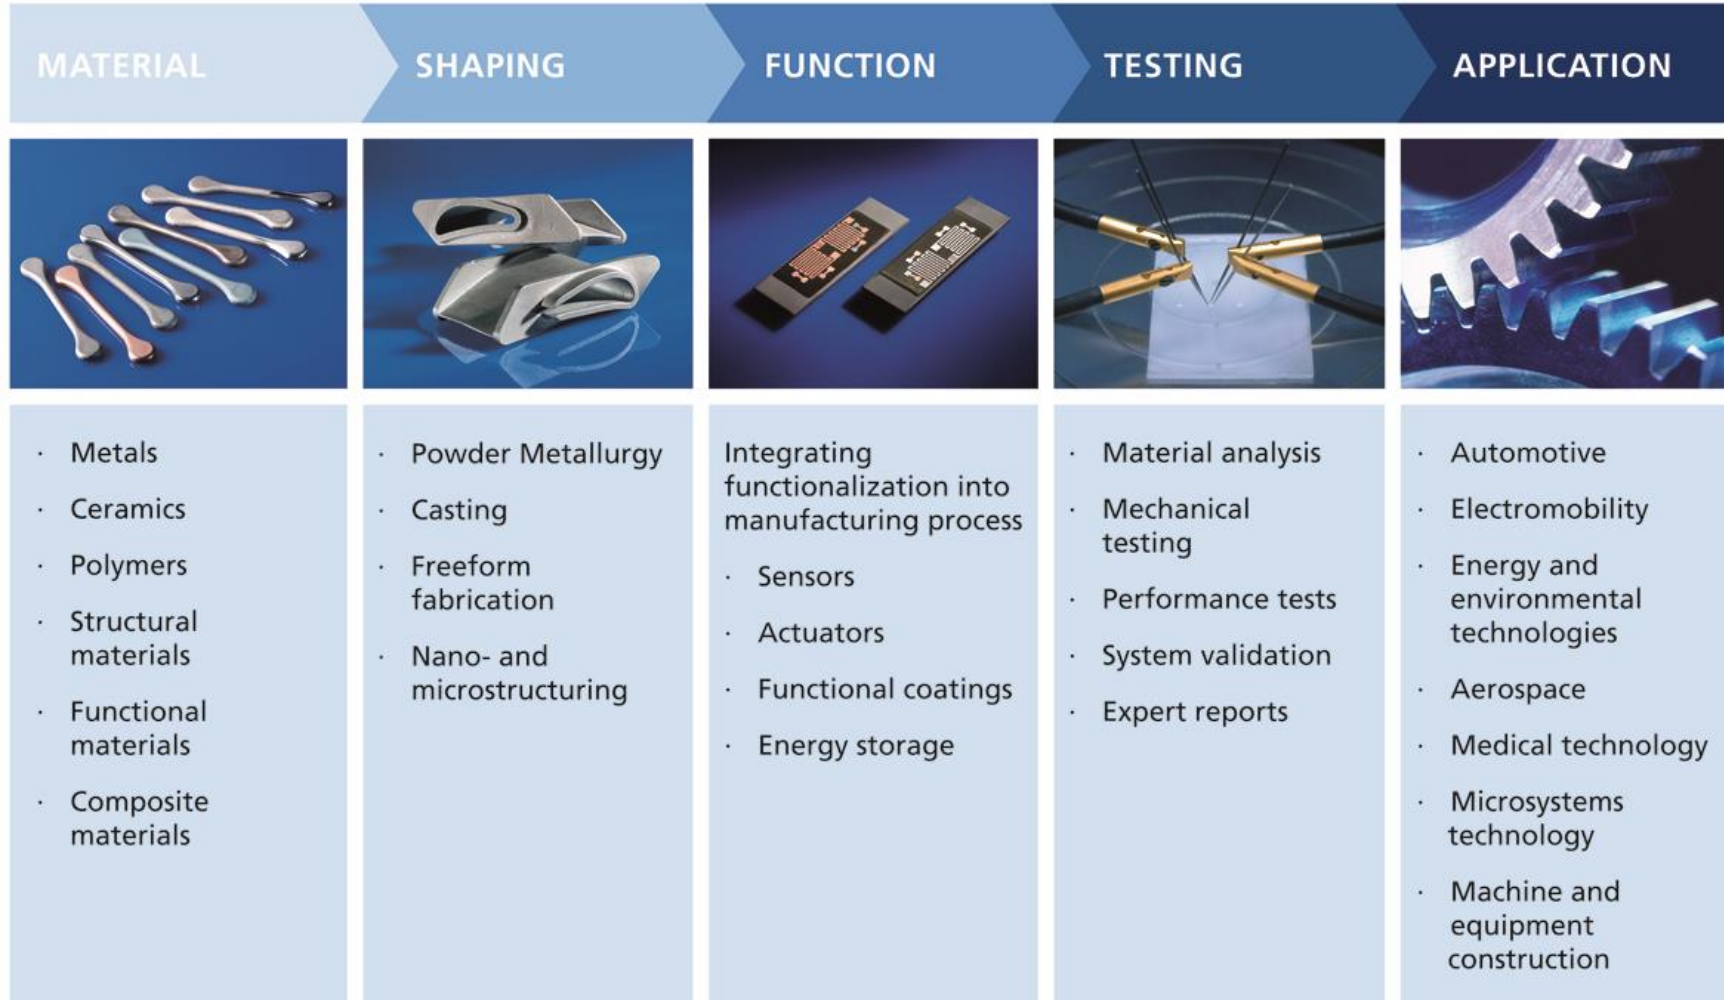 MATERIAL
SHAPING
FUNCTION
TESTING
APPLICATION
· Metals
· Ceramics
· Polymers
· Structural
materials
· Functional
materials
· Composite
materials
· Powder Metallurgy
· Casting
· Freeform
fabrication
· Nano- and
microstructuring
Integrating
functionalization into
manufacturing process
· Sensors
· Actuators
· Functional coatings
· Energy storage
· Material analysis
· Mechanical
testing
· Performance tests
· System validation
· Expert reports
· Automotive
· Electromobility
· Energy and
environmental
technologies
· Aerospace
· Medical technology
· Microsystems
technology
· Machine and
equipment
construction